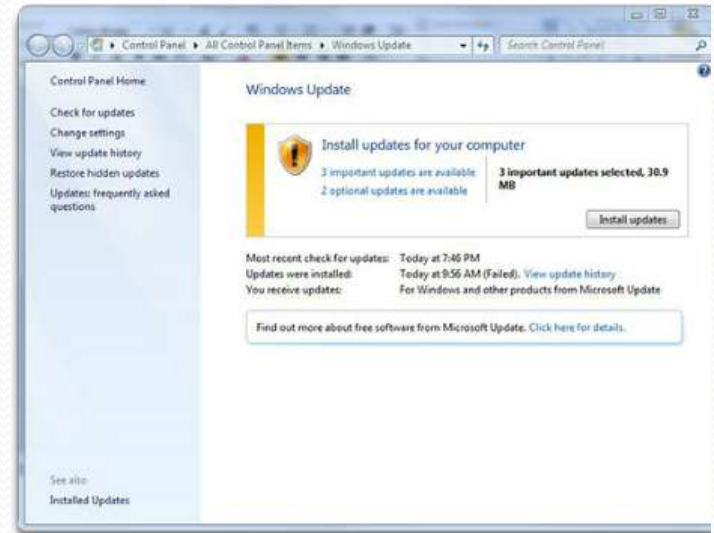 Control Panel ▸ All Control Panel Items ▸ Windows Update
Search Control Panel
Control Panel Home
Check for updates
Change settings
View update history
Restore hidden updates
Updates: frequently asked
questions
See also
Installed Updates
Windows Update
Install updates for your computer
3 important updates are available
2 optional updates are available
3 important updates selected, 30.9
MB
Install updates
Most recent check for updates: Today at 7:46 PM
Updates were installed: Today at 9:56 AM (Failed). View update history
You receive updates: For Windows and other products from Microsoft Update
Find out more about free software from Microsoft Update. Click here for details.